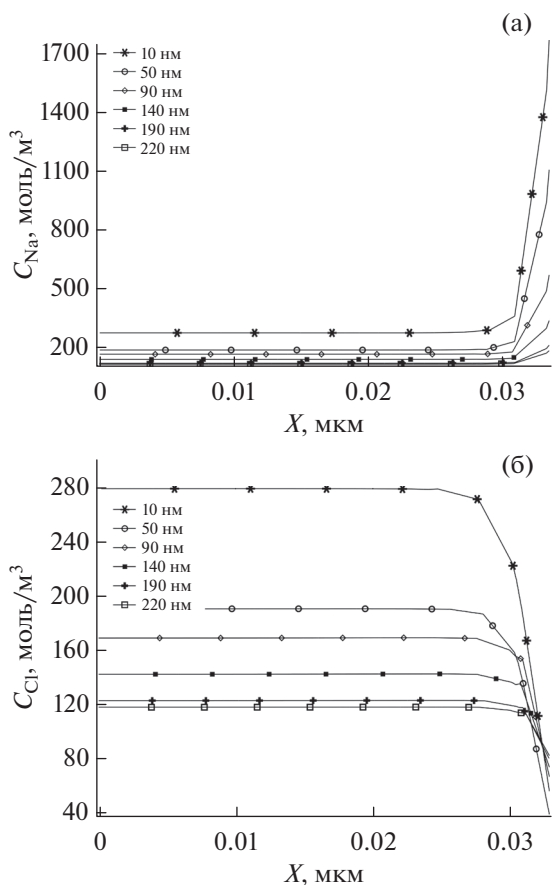 (а)
1700
1400
1100
800
500
200
C_Na, моль/м³
10 нм
50 нм
90 нм
140 нм
190 нм
220 нм
0
0.01
0.02
0.03
X, мкм
(б)
280
240
200
160
120
80
40
C_Cl, моль/м³
10 нм
50 нм
90 нм
140 нм
190 нм
220 нм
0
0.01
0.02
0.03
X, мкм